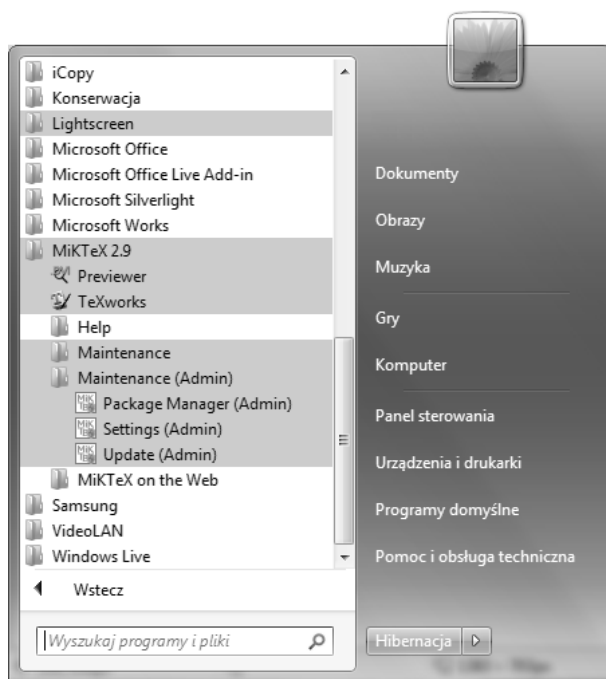 iCopy
Konserwacja
Lightscreen
Microsoft Office
Microsoft Office Live Add-in
Microsoft Silverlight
Microsoft Works
MiKTeX 2.9
Previewer
TeXworks
Help
Maintenance
Maintenance (Admin)
Package Manager (Admin)
Settings (Admin)
Update (Admin)
MiKTeX on the Web
Samsung
VideoLAN
Windows Live
Wstecz
Wyszukaj programy i pliki
Dokumenty
Obrazy
Muzyka
Gry
Komputer
Panel sterowania
Urządzenia i drukarki
Programy domyślne
Pomoc i obsługa techniczna
Hibernacja